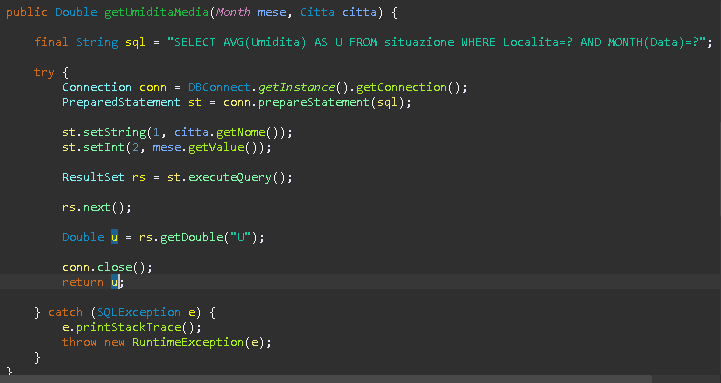 public Double getUmiditaMedia(Month mese, Citta citta) {
final String sql = "SELECT AVG(Umidita) AS U FROM situazione WHERE Localita=? AND MONTH(Data)=?";
try {
Connection conn = DBConnect.getInstance().getConnection();
PreparedStatement st = conn.prepareStatement(sql);
st.setString(1, citta.getNome());
st.setInt(2, mese.getValue());
ResultSet rs = st.executeQuery();
rs.next();
Double u = rs.getDouble("U");
conn.close();
return u;
} catch (SQLException e) {
e.printStackTrace();
throw new RuntimeException(e);
}
}